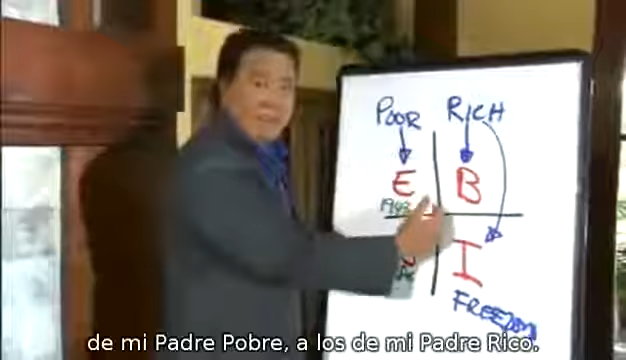 POOR RICH
E B
I
FREEDOM
de mi Padre Pobre, a los de mi Padre Rico.